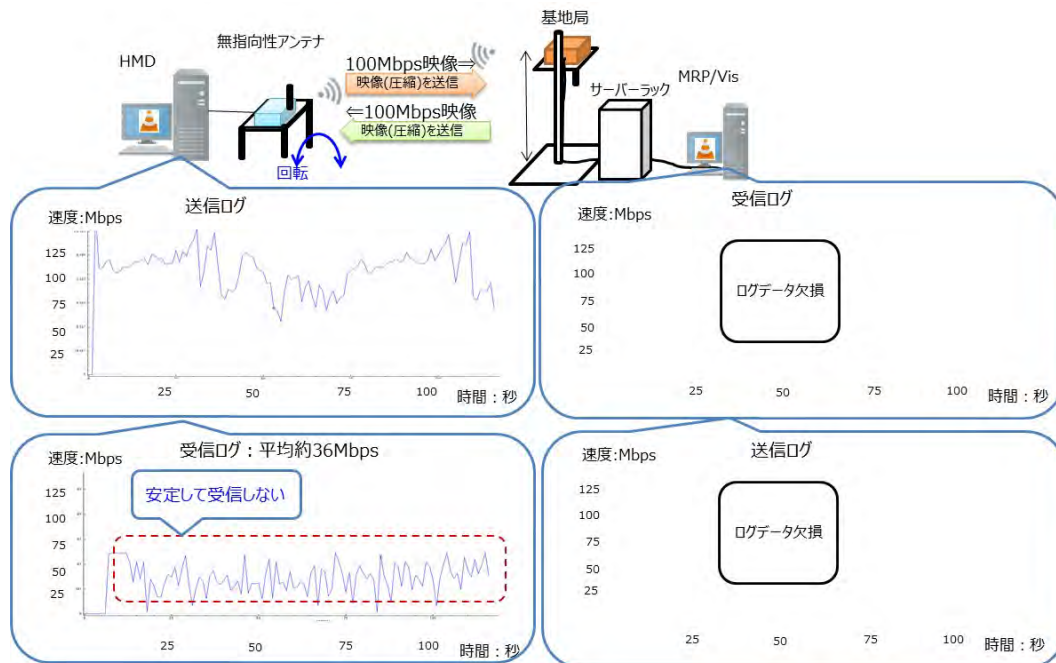 基地局
無指向性アンテナ
HMD
100Mbps映像⇒
映像(圧縮)を送信
サーバーラック
MRP/Vis
⇐100Mbps映像
映像(圧縮)を送信
回転
送信ログ
速度:Mbps
125
100
75
50
25
25
50
75
100
時間：秒
受信ログ
速度:Mbps
125
100
75
50
25
ログデータ欠損
25
50
75
100
時間：秒
受信ログ：平均約36Mbps
速度:Mbps
安定して受信しない
125
100
75
50
25
25
50
75
100
時間：秒
送信ログ
速度:Mbps
125
100
75
50
25
ログデータ欠損
25
50
75
100
時間：秒